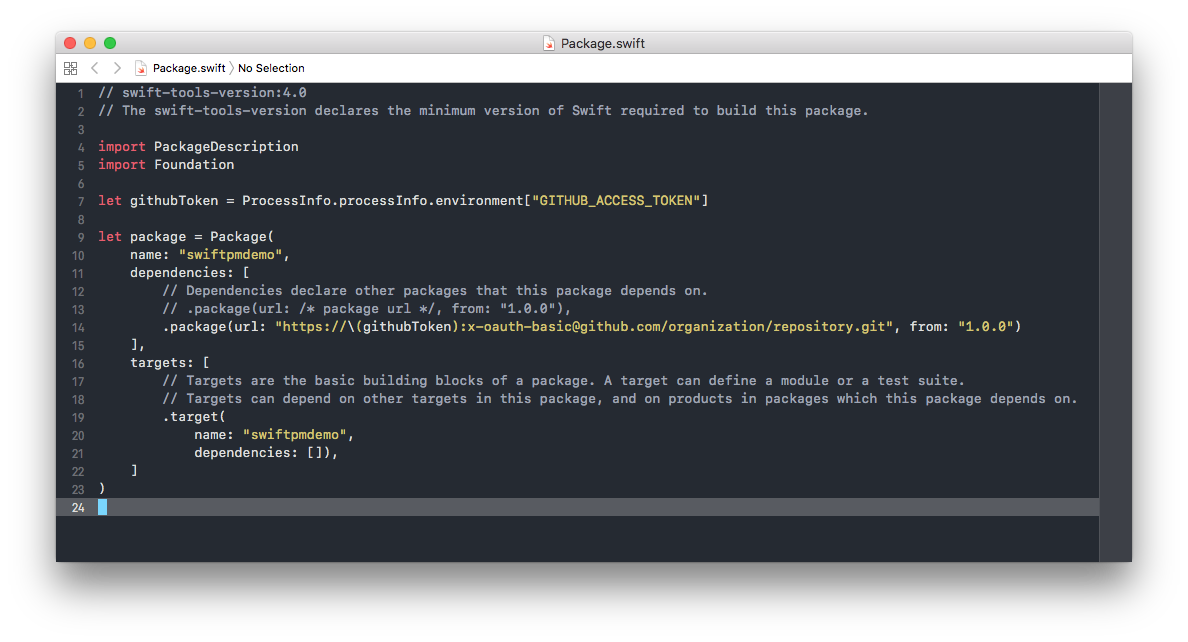 Package.swift
Package.swift No Selection
1 // swift-tools-version:4.0
2 // The swift-tools-version declares the minimum version of Swift required to build this package.
3
4 import PackageDescription
5 import Foundation
6
7 let githubToken = ProcessInfo.processInfo.environment["GITHUB_ACCESS_TOKEN"]
8
9 let package = Package(
10     name: "swiftpmdemo",
11     dependencies: [
12         // Dependencies declare other packages that this package depends on.
13         // .package(url: /* package url */, from: "1.0.0"),
14         .package(url: "https://\(githubToken):x-oauth-basic@github.com/organization/repository.git", from: "1.0.0")
15     ],
16     targets: [
17         // Targets are the basic building blocks of a package. A target can define a module or a test suite.
18         // Targets can depend on other targets in this package, and on products in packages which this package depends on.
19         .target(
20             name: "swiftpmdemo",
21             dependencies: []),
22     ]
23 )
24